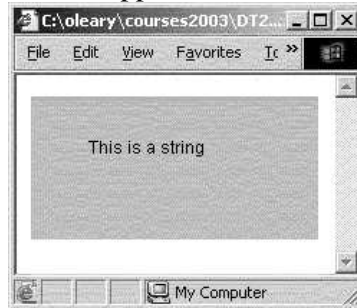 C:\oleary\courses2003\DT2...
File Edit View Favorites Tc »
This is a string
My Computer